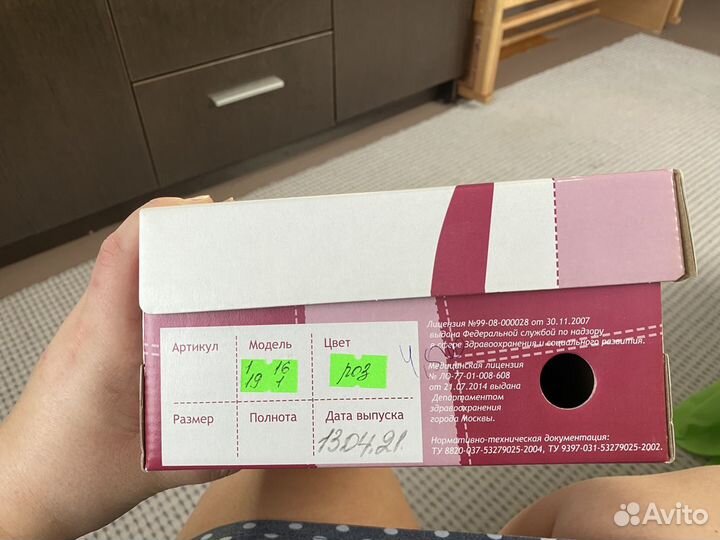 Артикул Модель Цвет
1 16
19 1
роз
Размер Полнота Дата выпуска
13.04.21.
Лицензия №99-08-000028 от 30.11.2007
выдана Федеральной службой по надзору
в сфере Здравоохранения и социального развития.
Медицинская лицензия
№ ЛО-77-01-008-608
от 21.07.2014 выдана
Департаментом
здравоохранения
города Москвы.
Нормативно-техническая документация:
ТУ 8820-037-53279025-2004, ТУ 9397-031-53279025-2002.
Avito